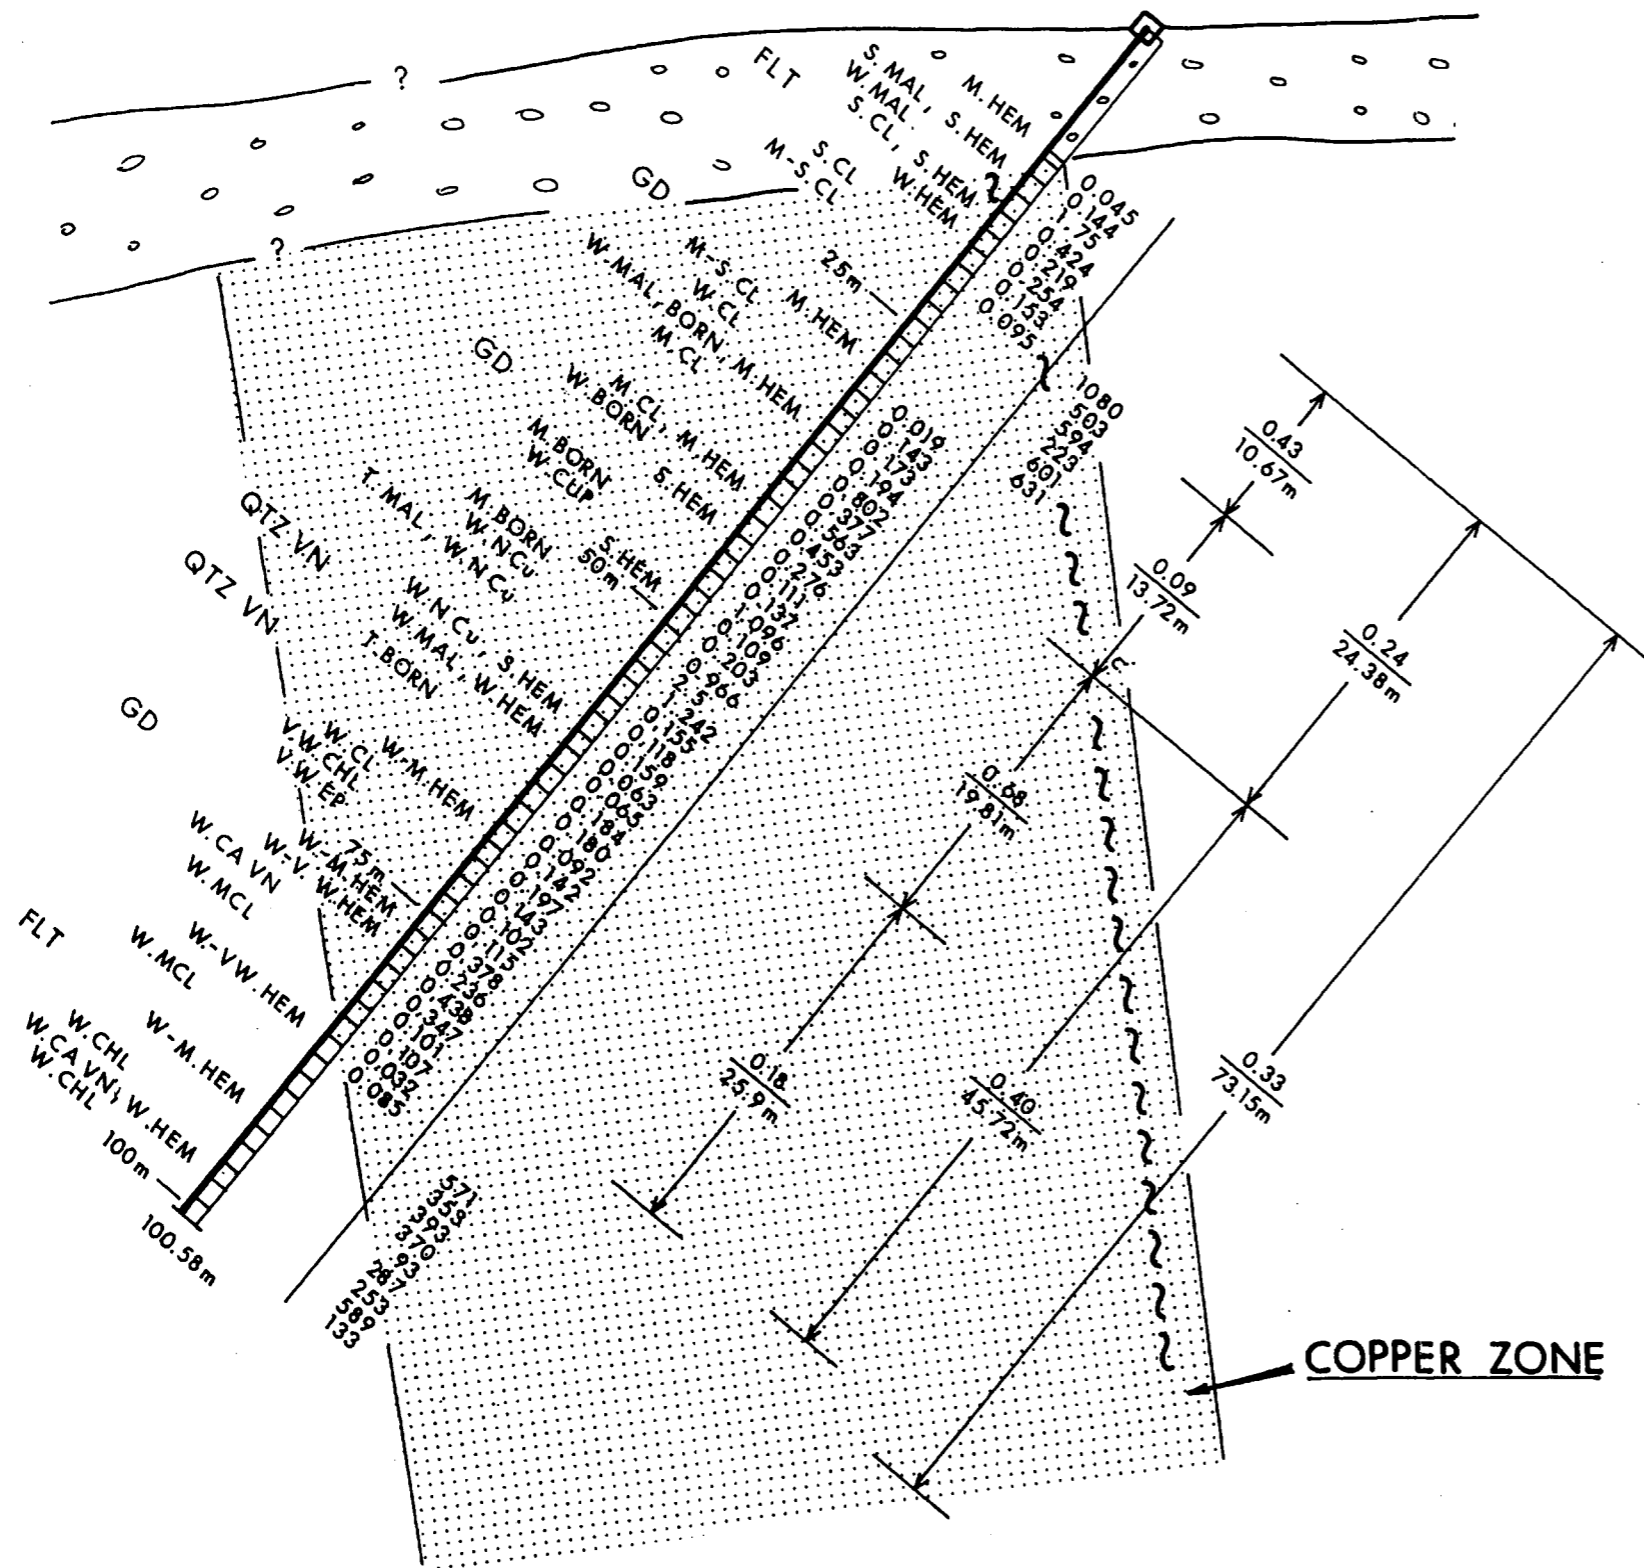 FLT
S. MAL, S. HEM
M. HEM
W. MAL.
S. CL, S. HEM
S. CL
W. HEM
M-S. CL
GD
25m
M-S. CL
M. HEM
W. CL
W. MAL, BORN, M. HEM
M. CL
GD
M. CL, M. HEM
W. BORN
M. BORN
S. HEM
W-CUP
M. BORN
S. HEM
W. N Cu
50m
T. MAL, W. N Cu
QTZ VN
QTZ VN
W. N Cu, S. HEM
W. MAL, W. HEM
T. BORN
GD
W. CL
W-M. HEM
V.W. CHL
V.W. EP
75m
W-M. HEM
W-V. W. HEM
W. CA VN
W. MCL
W-VW. HEM
FLT
W. MCL
W-M. HEM
W. CHL
W. CA VN, W. HEM
W. CHL
100m
100.58m
0.045
0.144
1.75
0.424
0.219
0.254
0.153
0.095
0.019
0.143
0.173
0.194
0.802
0.377
0.563
0.453
0.276
0.111
0.137
1.096
0.109
0.203
0.966
2.5
1.242
0.155
0.118
0.159
0.063
0.065
0.184
0.180
0.092
0.142
0.197
0.143
0.102
0.115
0.378
0.236
0.438
0.347
0.101
0.107
0.032
0.085
1080
503
594
223
601
631
571
358
393
370
93
287
253
589
133
0.43
10.67m
0.09
13.72m
0.24
24.38m
0.68
19.81m
0.18
25.9m
0.40
45.72m
0.33
73.15m
COPPER ZONE
?
?